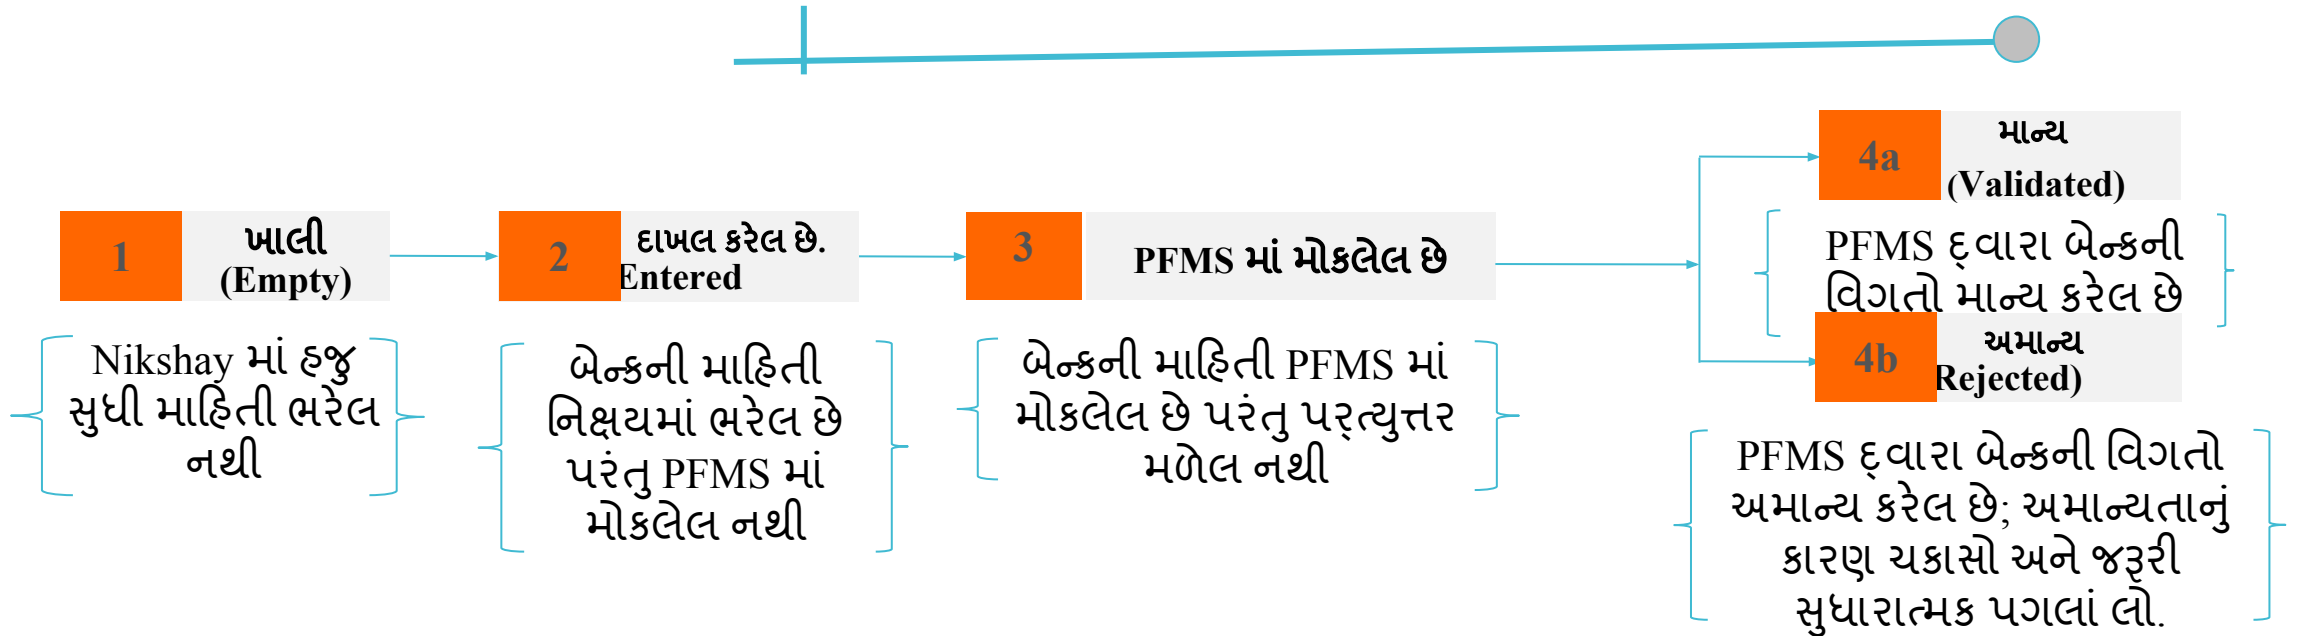 1
ખાલી
(Empty)
Nikshay માં હજુ
સુધી માહિતી ભરેલ
નથી
2
દાખલ કરેલ છે.
Entered
બેન્કની માહિતી
નિક્ષયમાં ભરેલ છે
પરંતુ PFMS માં
મોકલેલ નથી
3
PFMS માં મોકલેલ છે
બેન્કની માહિતી PFMS માં
મોકલેલ છે પરંતુ પર્ત્યુત્તર
મળેલ નથી
4a
માન્ય
(Validated)
PFMS દ્વારા બેન્કની
વિગતો માન્ય કરેલ છે
4b
અમાન્ય
Rejected)
PFMS દ્વારા બેન્કની વિગતો
અમાન્ય કરેલ છે; અમાન્યતાનું
કારણ ચકાસો અને જરૂરી
સુધારાત્મક પગલાં લો.